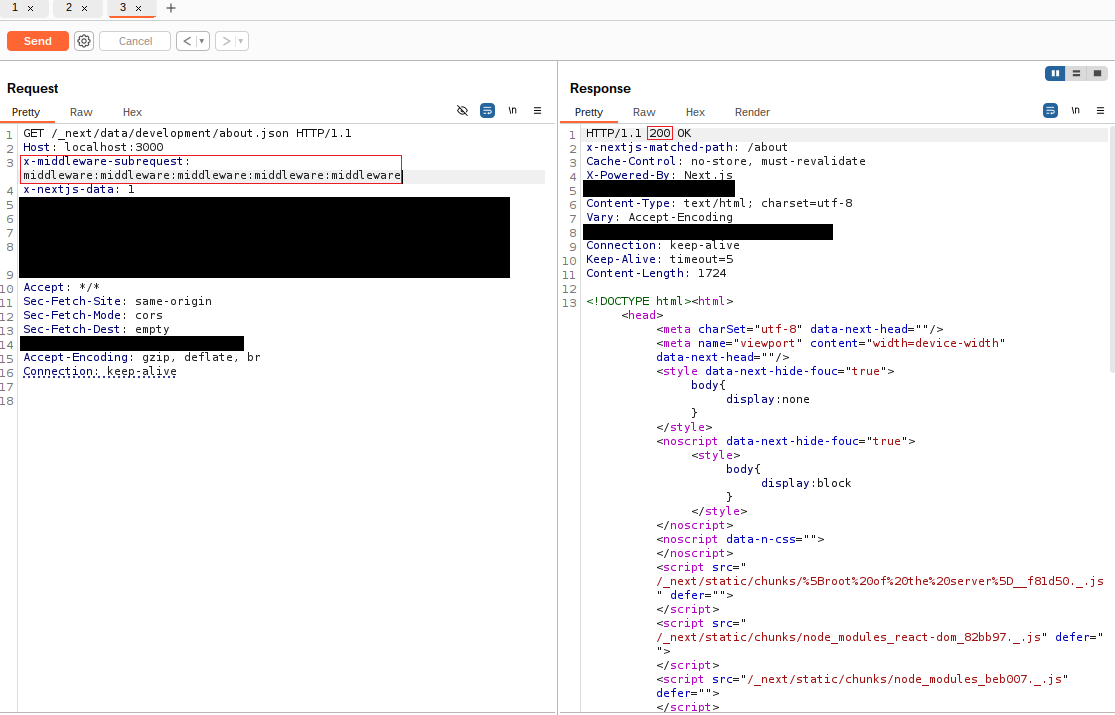 1 × 2 × 3 × +
Send Cancel < ▾ > ▾
Request
Pretty Raw Hex \n
1 GET /_next/data/development/about.json HTTP/1.1
2 Host: localhost:3000
3 x-middleware-subrequest:
middleware:middleware:middleware:middleware:middleware
4 x-nextjs-data: 1
5
6
7
8
9
10 Accept: */*
11 Sec-Fetch-Site: same-origin
12 Sec-Fetch-Mode: cors
13 Sec-Fetch-Dest: empty
14
15 Accept-Encoding: gzip, deflate, br
16 Connection: keep-alive
17
18
Response
Pretty Raw Hex Render \n
1 HTTP/1.1 200 OK
2 x-nextjs-matched-path: /about
3 Cache-Control: no-store, must-revalidate
4 X-Powered-By: Next.js
5
6 Content-Type: text/html; charset=utf-8
7 Vary: Accept-Encoding
8
9 Connection: keep-alive
10 Keep-Alive: timeout=5
11 Content-Length: 1724
12
13 <!DOCTYPE html><html>
<head>
<meta charSet="utf-8" data-next-head=""/>
<meta name="viewport" content="width=device-width"
data-next-head=""/>
<style data-next-hide-fouc="true">
body{
display:none
}
</style>
<noscript data-next-hide-fouc="true">
<style>
body{
display:block
}
</style>
</noscript>
<noscript data-n-css="">
</noscript>
<script src="
/_next/static/chunks/%5Broot%20of%20the%20server%5D__f81d50._.js
" defer="">
</script>
<script src="
/_next/static/chunks/node_modules_react-dom_82bb97._.js" defer="
">
</script>
<script src="/_next/static/chunks/node_modules_beb007._.js"
defer="">
</script>